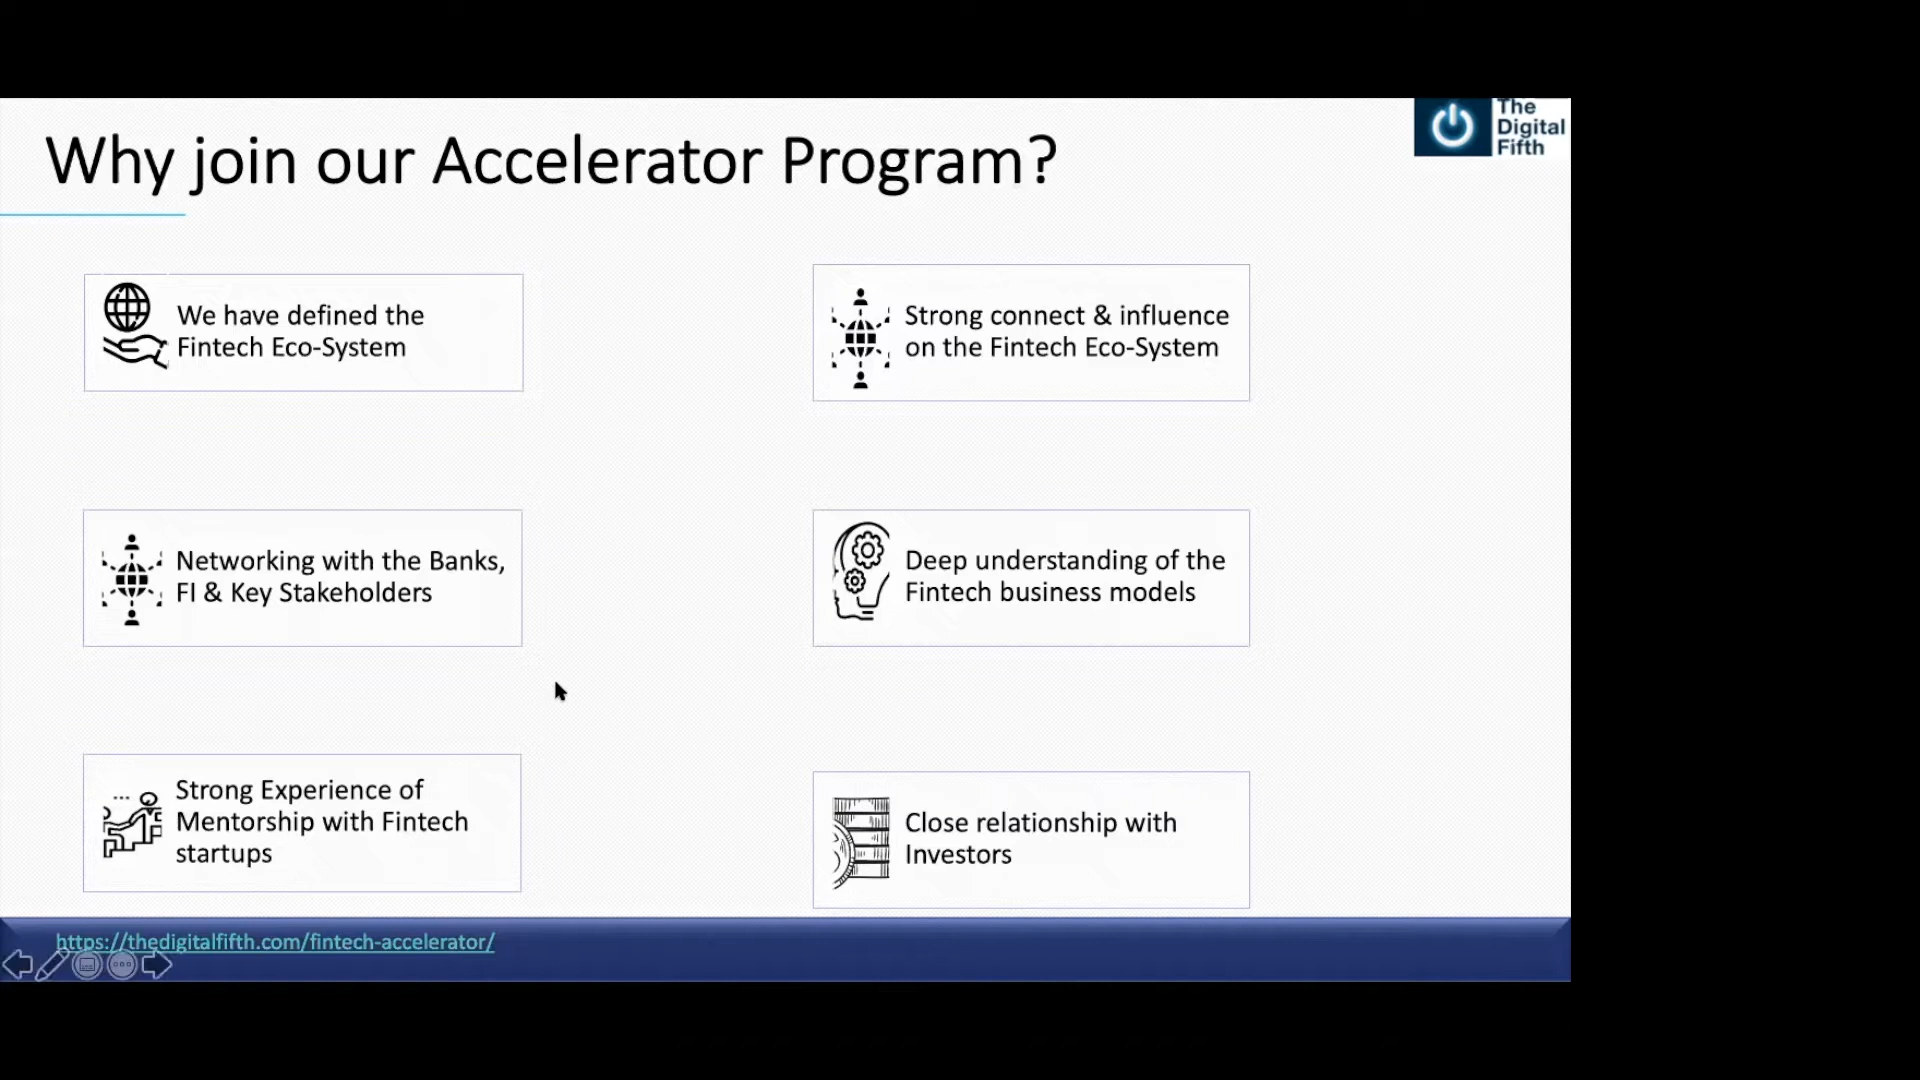 Why join our Accelerator Program?
The
Digital
Fifth
We have defined the
Fintech Eco-System
Strong connect & influence
on the Fintech Eco-System
Networking with the Banks,
FI & Key Stakeholders
Deep understanding of the
Fintech business models
Strong Experience of
Mentorship with Fintech
startups
Close relationship with
Investors
https://thedigitalfifth.com/fintech-accelerator/